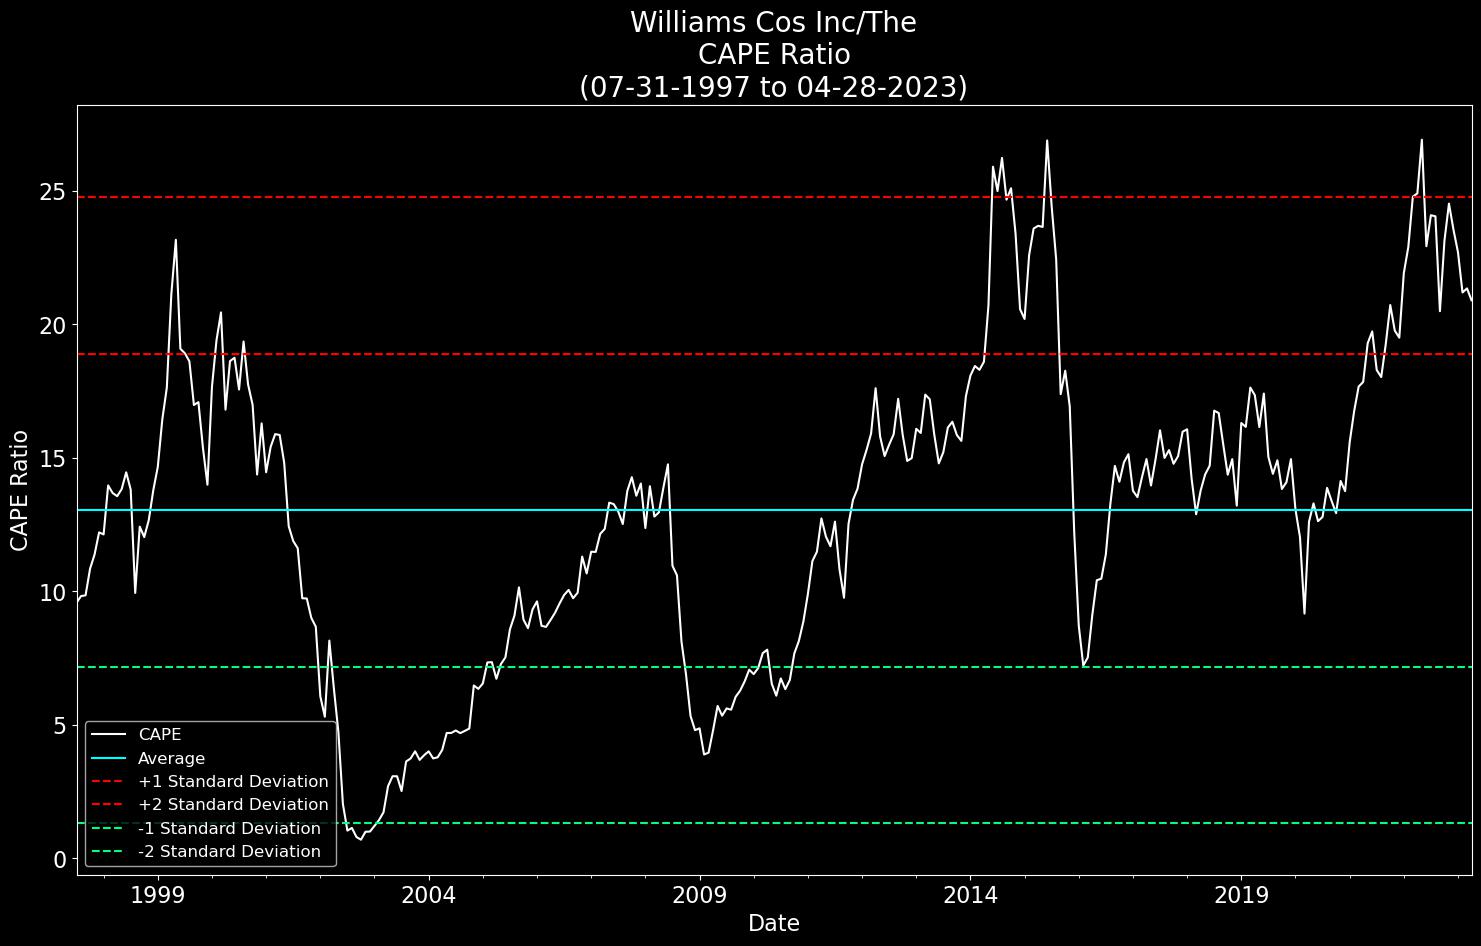 Williams Cos Inc/The
CAPE Ratio
(07-31-1997 to 04-28-2023)
CAPE Ratio
25
20
15
10
5
0
CAPE
Average
+1 Standard Deviation
+2 Standard Deviation
-1 Standard Deviation
-2 Standard Deviation
1999
2004
2009
2014
2019
Date